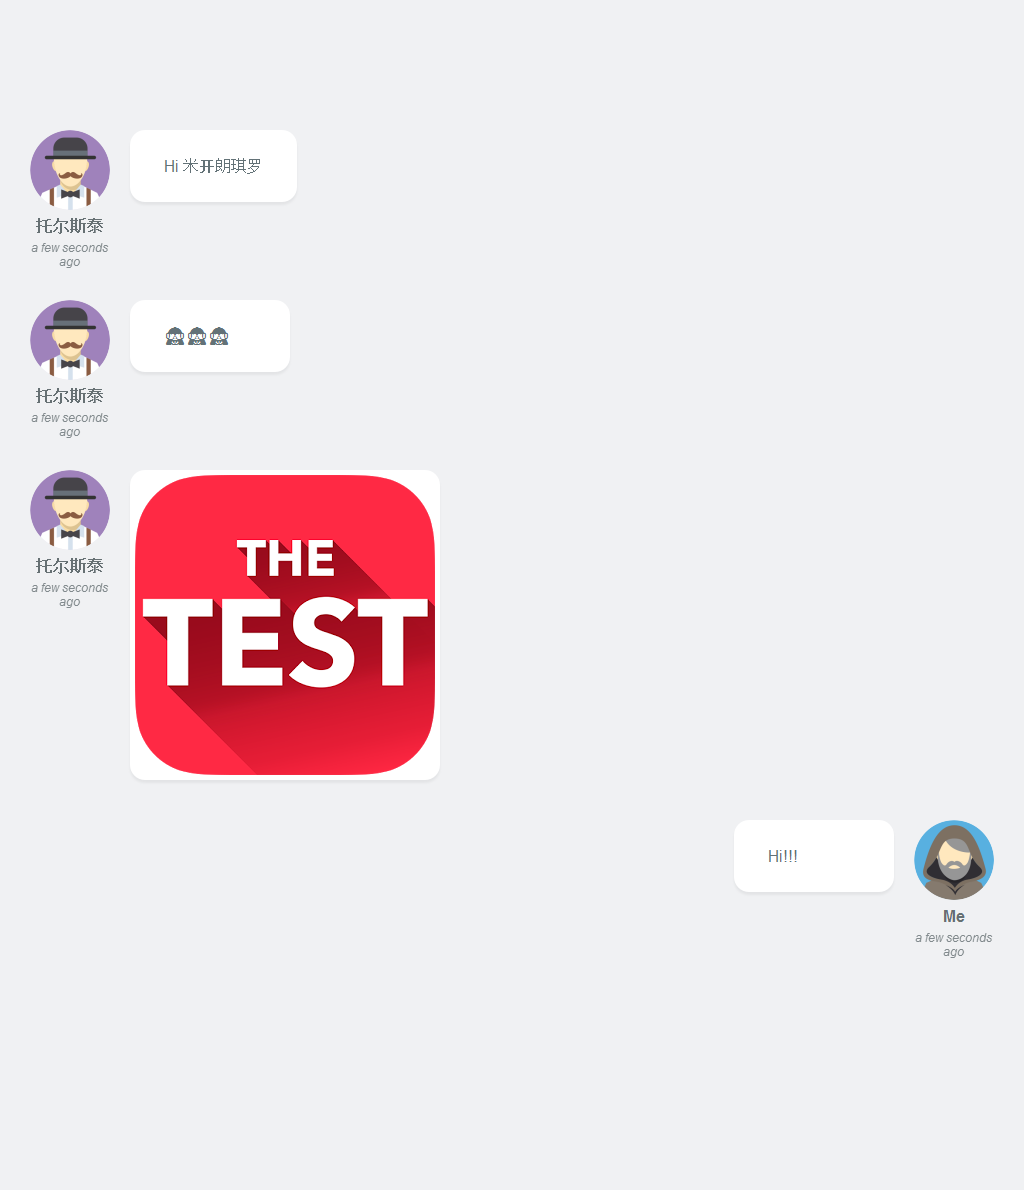 Hi 米开朗琪罗
托尔斯泰
a few seconds
ago
托尔斯泰
a few seconds
ago
THE
TEST
托尔斯泰
a few seconds
ago
Hi!!!
Me
a few seconds
ago